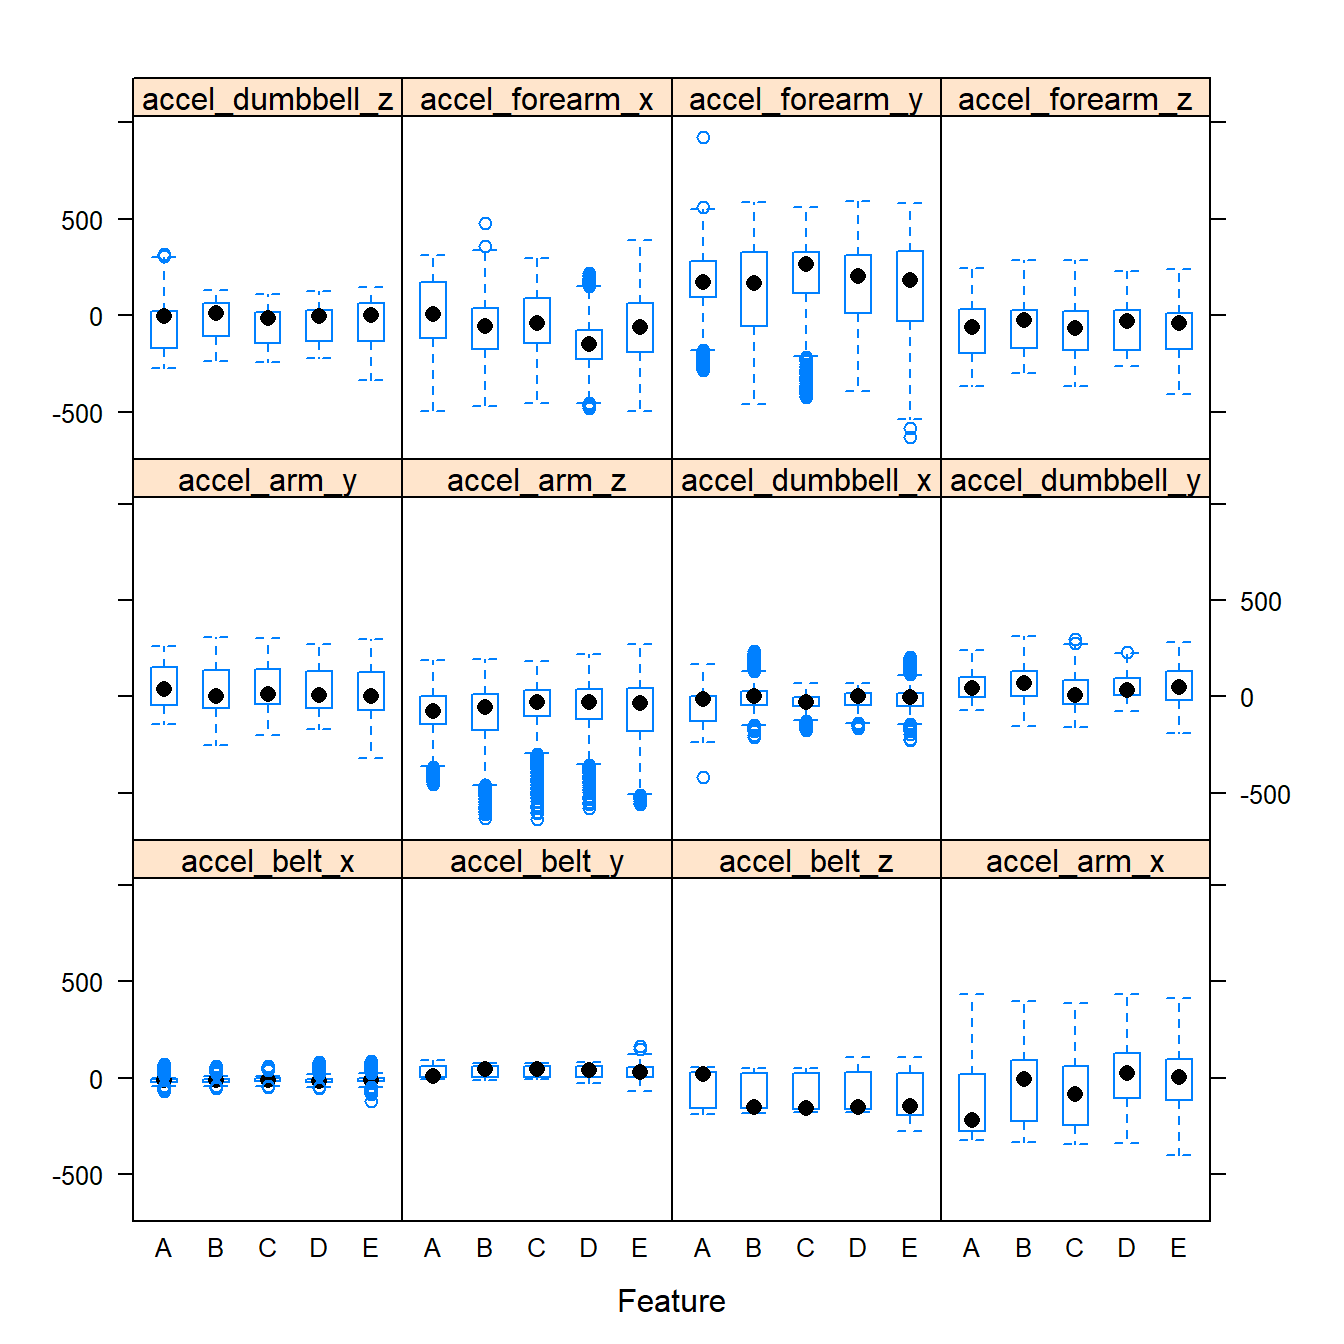 accel_dumbbell_z accel_forearm_x accel_forearm_y accel_forearm_z
500
0
-500
accel_arm_y accel_arm_z accel_dumbbell_x accel_dumbbell_y
500
0
-500
accel_belt_x accel_belt_y accel_belt_z accel_arm_x
500
0
-500
A B C D E A B C D E A B C D E A B C D E
Feature